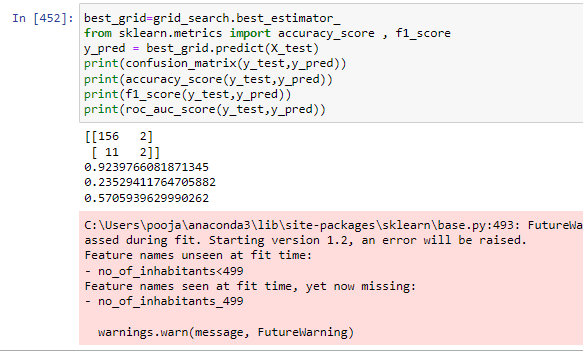 In [452]: best_grid=grid_search.best_estimator_
from sklearn.metrics import accuracy_score , f1_score
y_pred = best_grid.predict(X_test)
print(confusion_matrix(y_test,y_pred))
print(accuracy_score(y_test,y_pred))
print(f1_score(y_test,y_pred))
print(roc_auc_score(y_test,y_pred))
[[156   2]
 [ 11   2]]
0.9239766081871345
0.23529411764705882
0.5705939629990262
C:\Users\pooja\anaconda3\lib\site-packages\sklearn\base.py:493: FutureWa
assed during fit. Starting version 1.2, an error will be raised.
Feature names unseen at fit time:
- no_of_inhabitants<499
Feature names seen at fit time, yet now missing:
- no_of_inhabitants_499
  warnings.warn(message, FutureWarning)